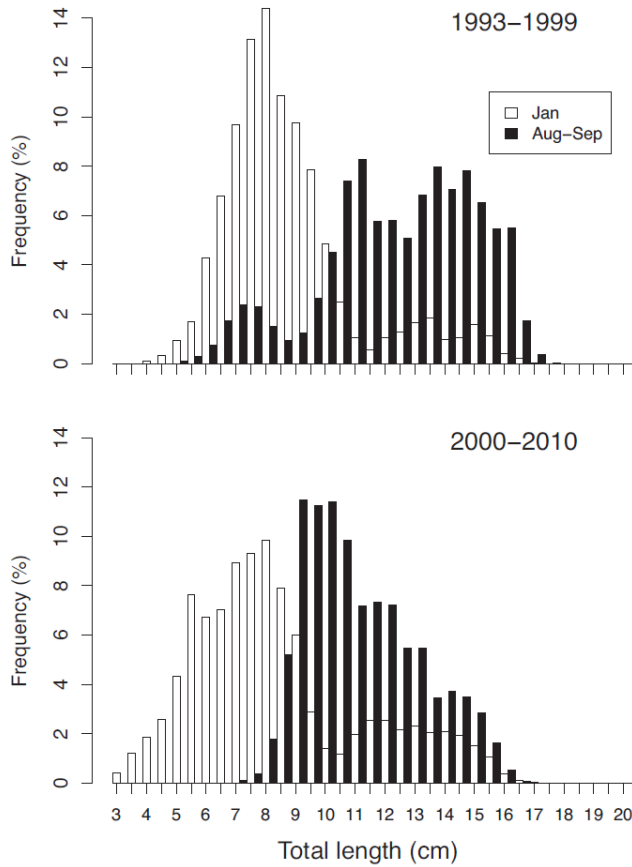 1993–1999
Jan
Aug–Sep
Frequency (%)
0 2 4 6 8 10 12 14
2000–2010
Frequency (%)
0 2 4 6 8 10 12 14
3 4 5 6 7 8 9 10 11 12 13 14 15 16 17 18 19 20
Total length (cm)